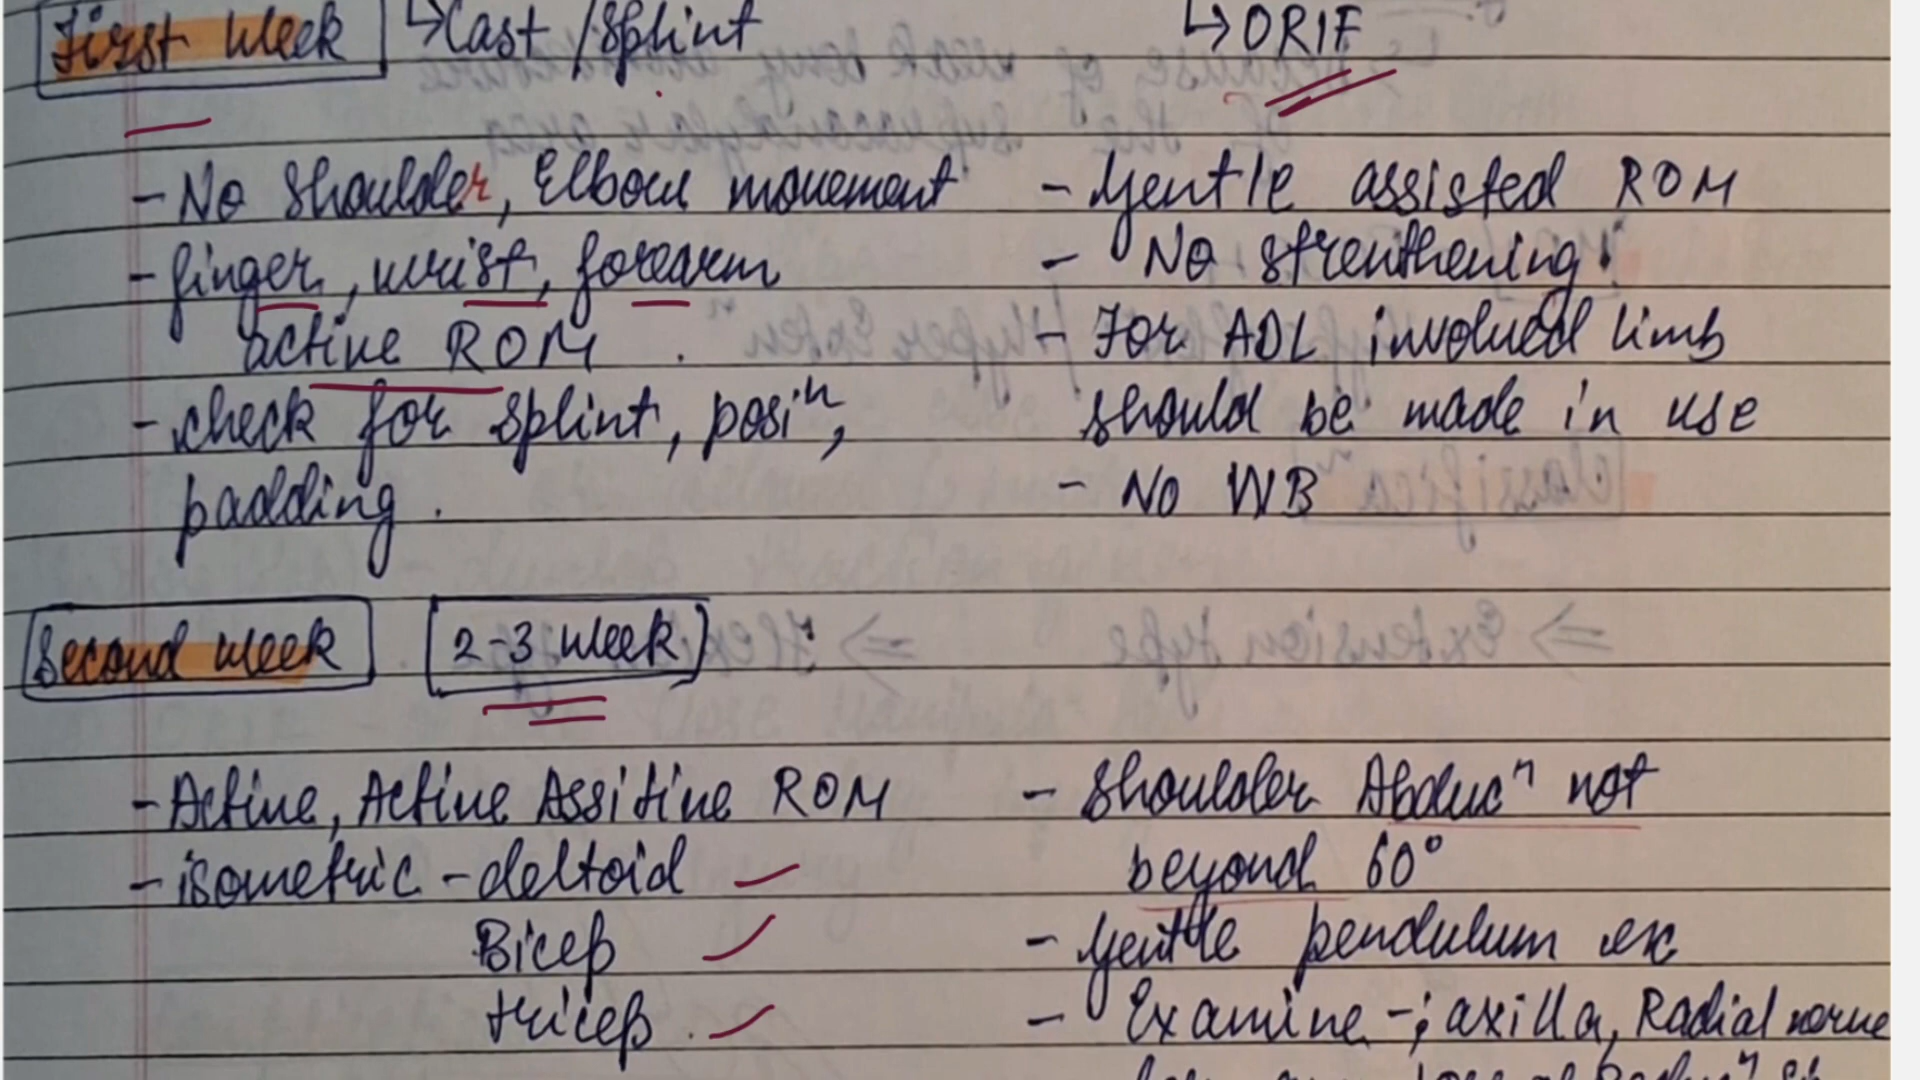 First week ↳Cast /Splint ↳ORIF
- No Shoulder, Elbow movement
- finger, wrist, forearm
active ROM .
- check for splint, posiⁿ,
padding .
- Gentle assisted ROM
- No strenthening.
- For ADL involved limb
should be made in use
- No WB
Second week [2-3 week]
- Active, Active Assitive ROM
- isometric - deltoid
Bicep
tricep.
- Shoulder Abducⁿ not
beyond 60°
- Gentle pendulum ex
- Examine -; axilla, Radial nerve